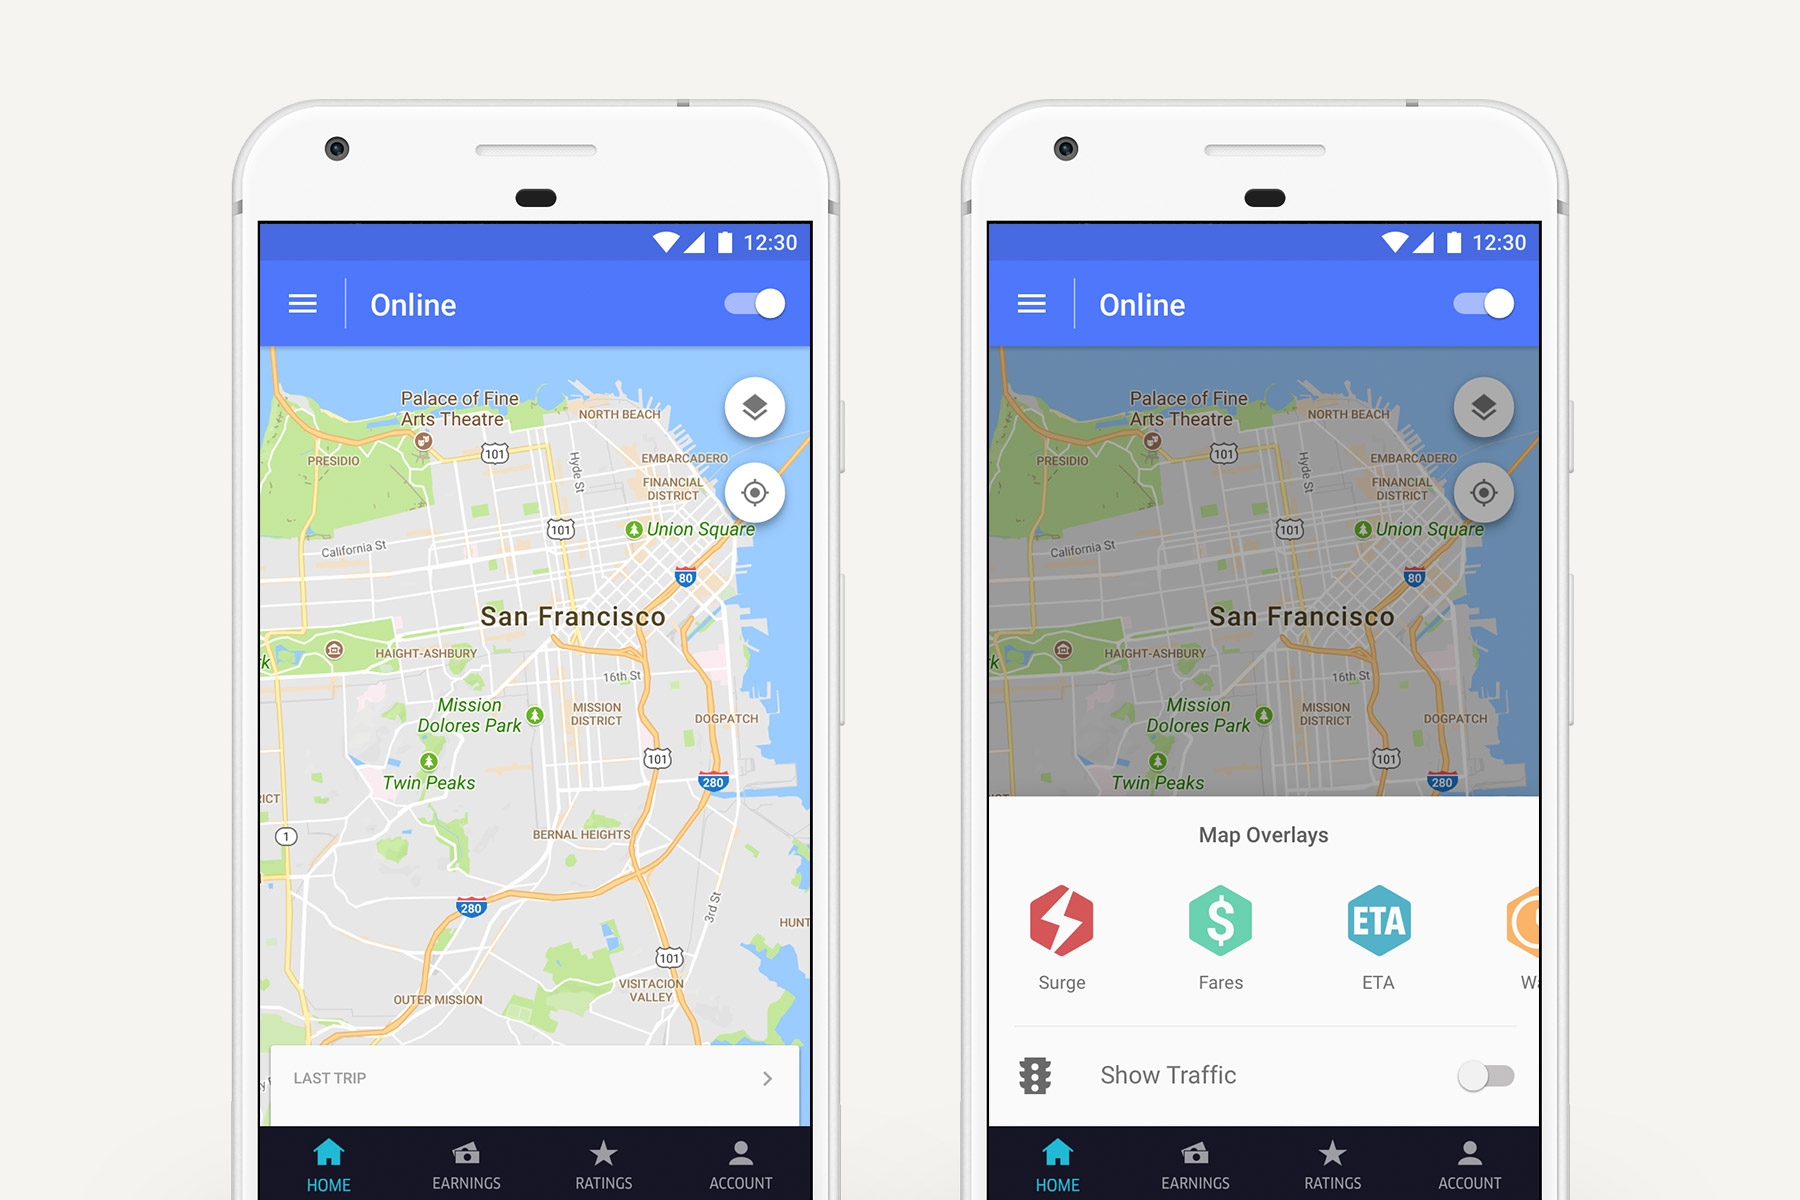 12:30
Online
Palace of Fine
Arts Theatre
NORTH BEACH
PRESIDIO
101
Hyde St
EMBARCADERO
FINANCIAL
DISTRICT
101
Union Square
California St
80
San Francisco
HAIGHT-ASHBURY
16th St
Mission
Dolores Park
MISSION
DISTRICT
DOGPATCH
101
Twin Peaks
280
1
BERNAL HEIGHTS
280
3rd St
101
VISITACION
VALLEY
OUTER MISSION
LAST TRIP
HOME
EARNINGS
RATINGS
ACCOUNT
12:30
Online
Palace of Fine
Arts Theatre
NORTH BEACH
PRESIDIO
101
Hyde St
EMBARCADERO
FINANCIAL
DISTRICT
101
Union Square
California St
80
San Francisco
HAIGHT-ASHBURY
16th St
Mission
Dolores Park
MISSION
DISTRICT
DOGPATCH
101
Twin Peaks
280
Map Overlays
$
ETA
Surge
Fares
ETA
Show Traffic
HOME
EARNINGS
RATINGS
ACCOUNT